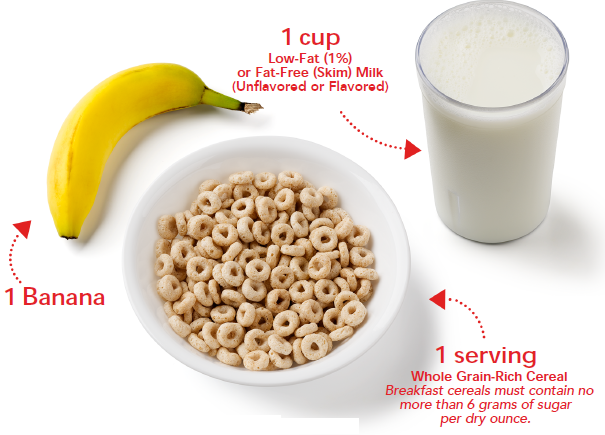 1 cup
Low-Fat (1%)
or Fat-Free (Skim) Milk
(Unflavored or Flavored)
1 Banana
1 serving
Whole Grain-Rich Cereal
Breakfast cereals must contain no
more than 6 grams of sugar
per dry ounce.